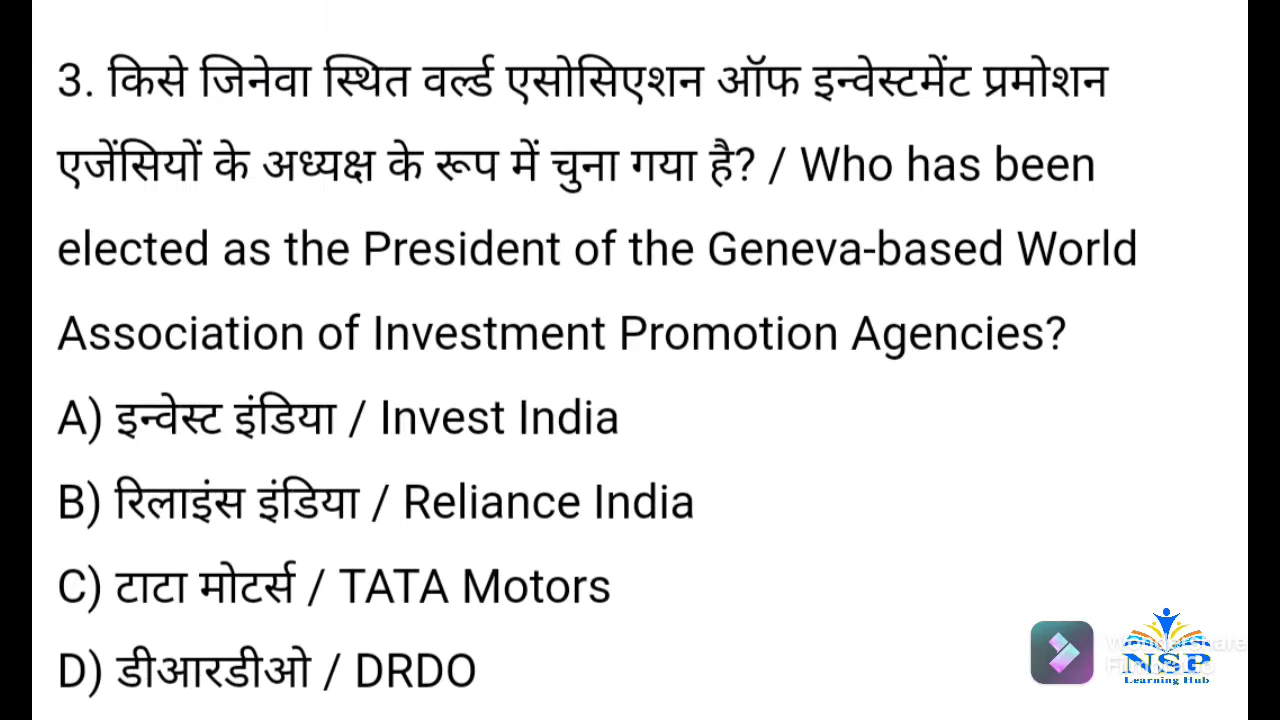 3. किसे जिनेवा स्थित वर्ल्ड एसोसिएशन ऑफ इन्वेस्टमेंट प्रमोशन
एजेंसियों के अध्यक्ष के रूप में चुना गया है? / Who has been
elected as the President of the Geneva-based World
Association of Investment Promotion Agencies?
A) इन्वेस्ट इंडिया / Invest India
B) रिलाइंस इंडिया / Reliance India
C) टाटा मोटर्स / TATA Motors
D) डीआरडीओ / DRDO
Wondershare
NSP
Learning Hub